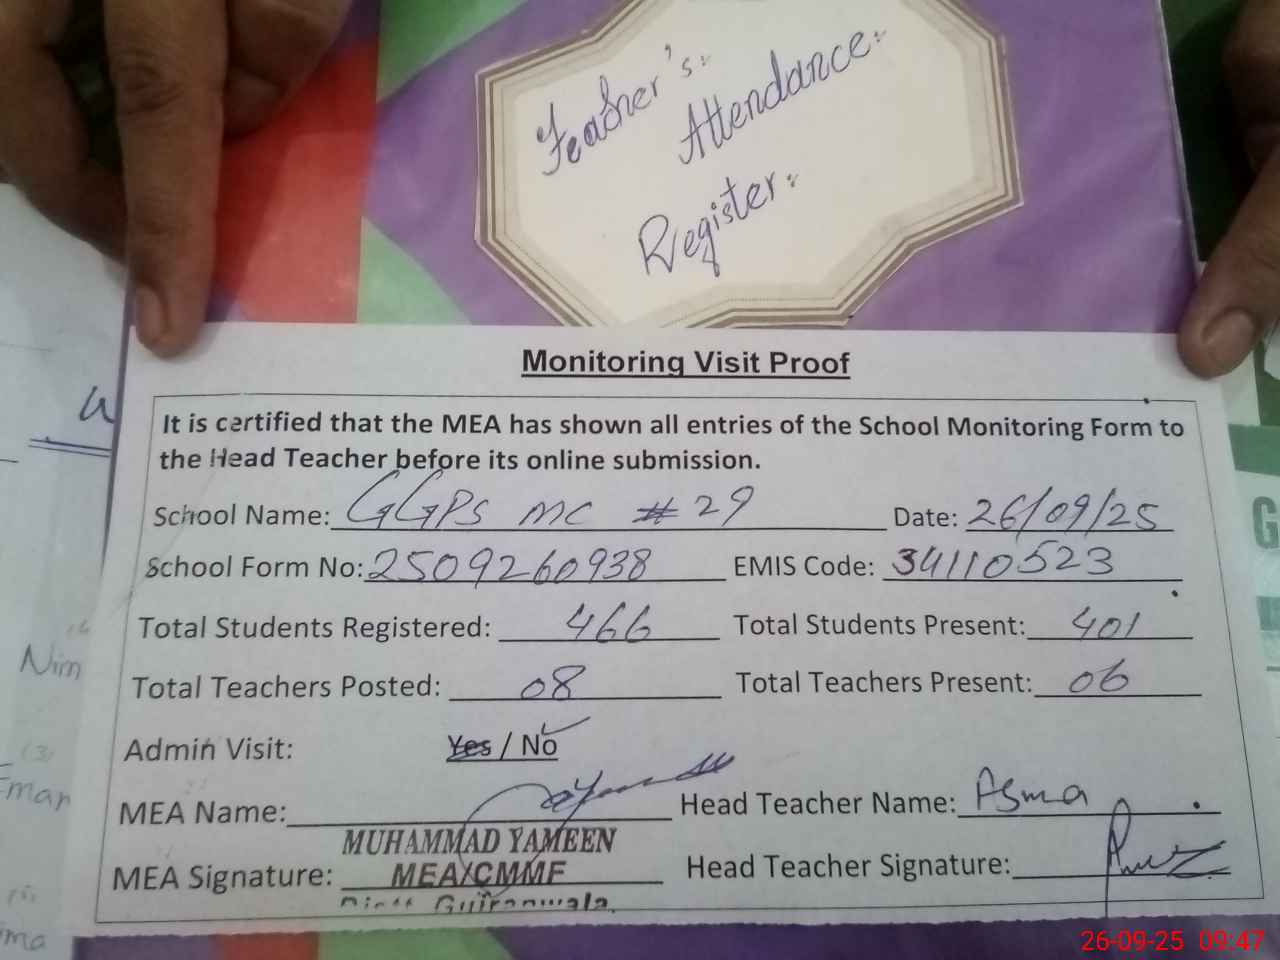 Teacher's:
Attendance:
Register:
Monitoring Visit Proof
It is certified that the MEA has shown all entries of the School Monitoring Form to
the Head Teacher before its online submission.
School Name: GGPS MC # 29 Date: 26/09/25
School Form No: 2509260938 EMIS Code: 34110523
Total Students Registered: 466 Total Students Present: 401
Total Teachers Posted: 08 Total Teachers Present: 06
Admin Visit: Yes / No
MEA Name: Head Teacher Name: Asma
MUHAMMAD YAMEEN
MEA Signature: MEA/CMMF Head Teacher Signature:
Distt Gujranwala.
Nim
26-09-25 09:47